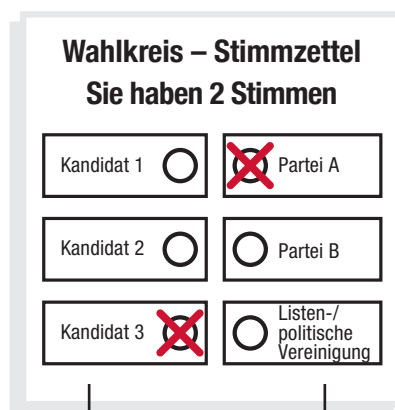 Wahlkreis – Stimmzettel
Sie haben 2 Stimmen
Kandidat 1
Partei A
Kandidat 2
Partei B
Kandidat 3
Listen-/
politische
Vereinigung